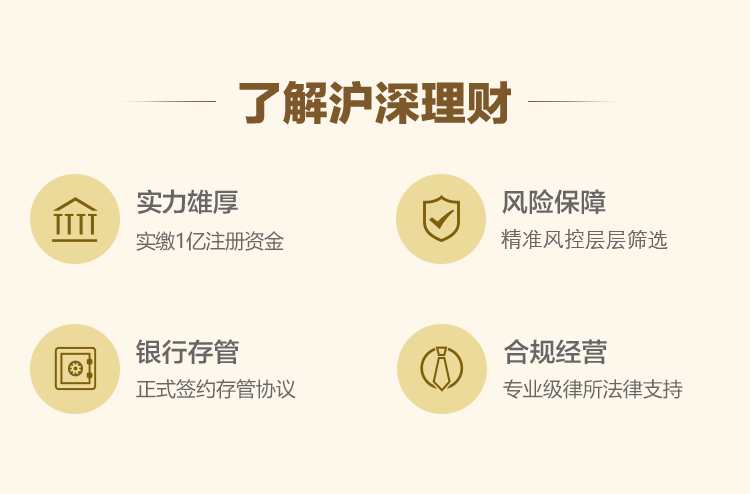 了解沪深理财
实力雄厚
实缴1亿注册资金
风险保障
精准风控层层筛选
银行存管
正式签约存管协议
合规经营
专业级律所法律支持